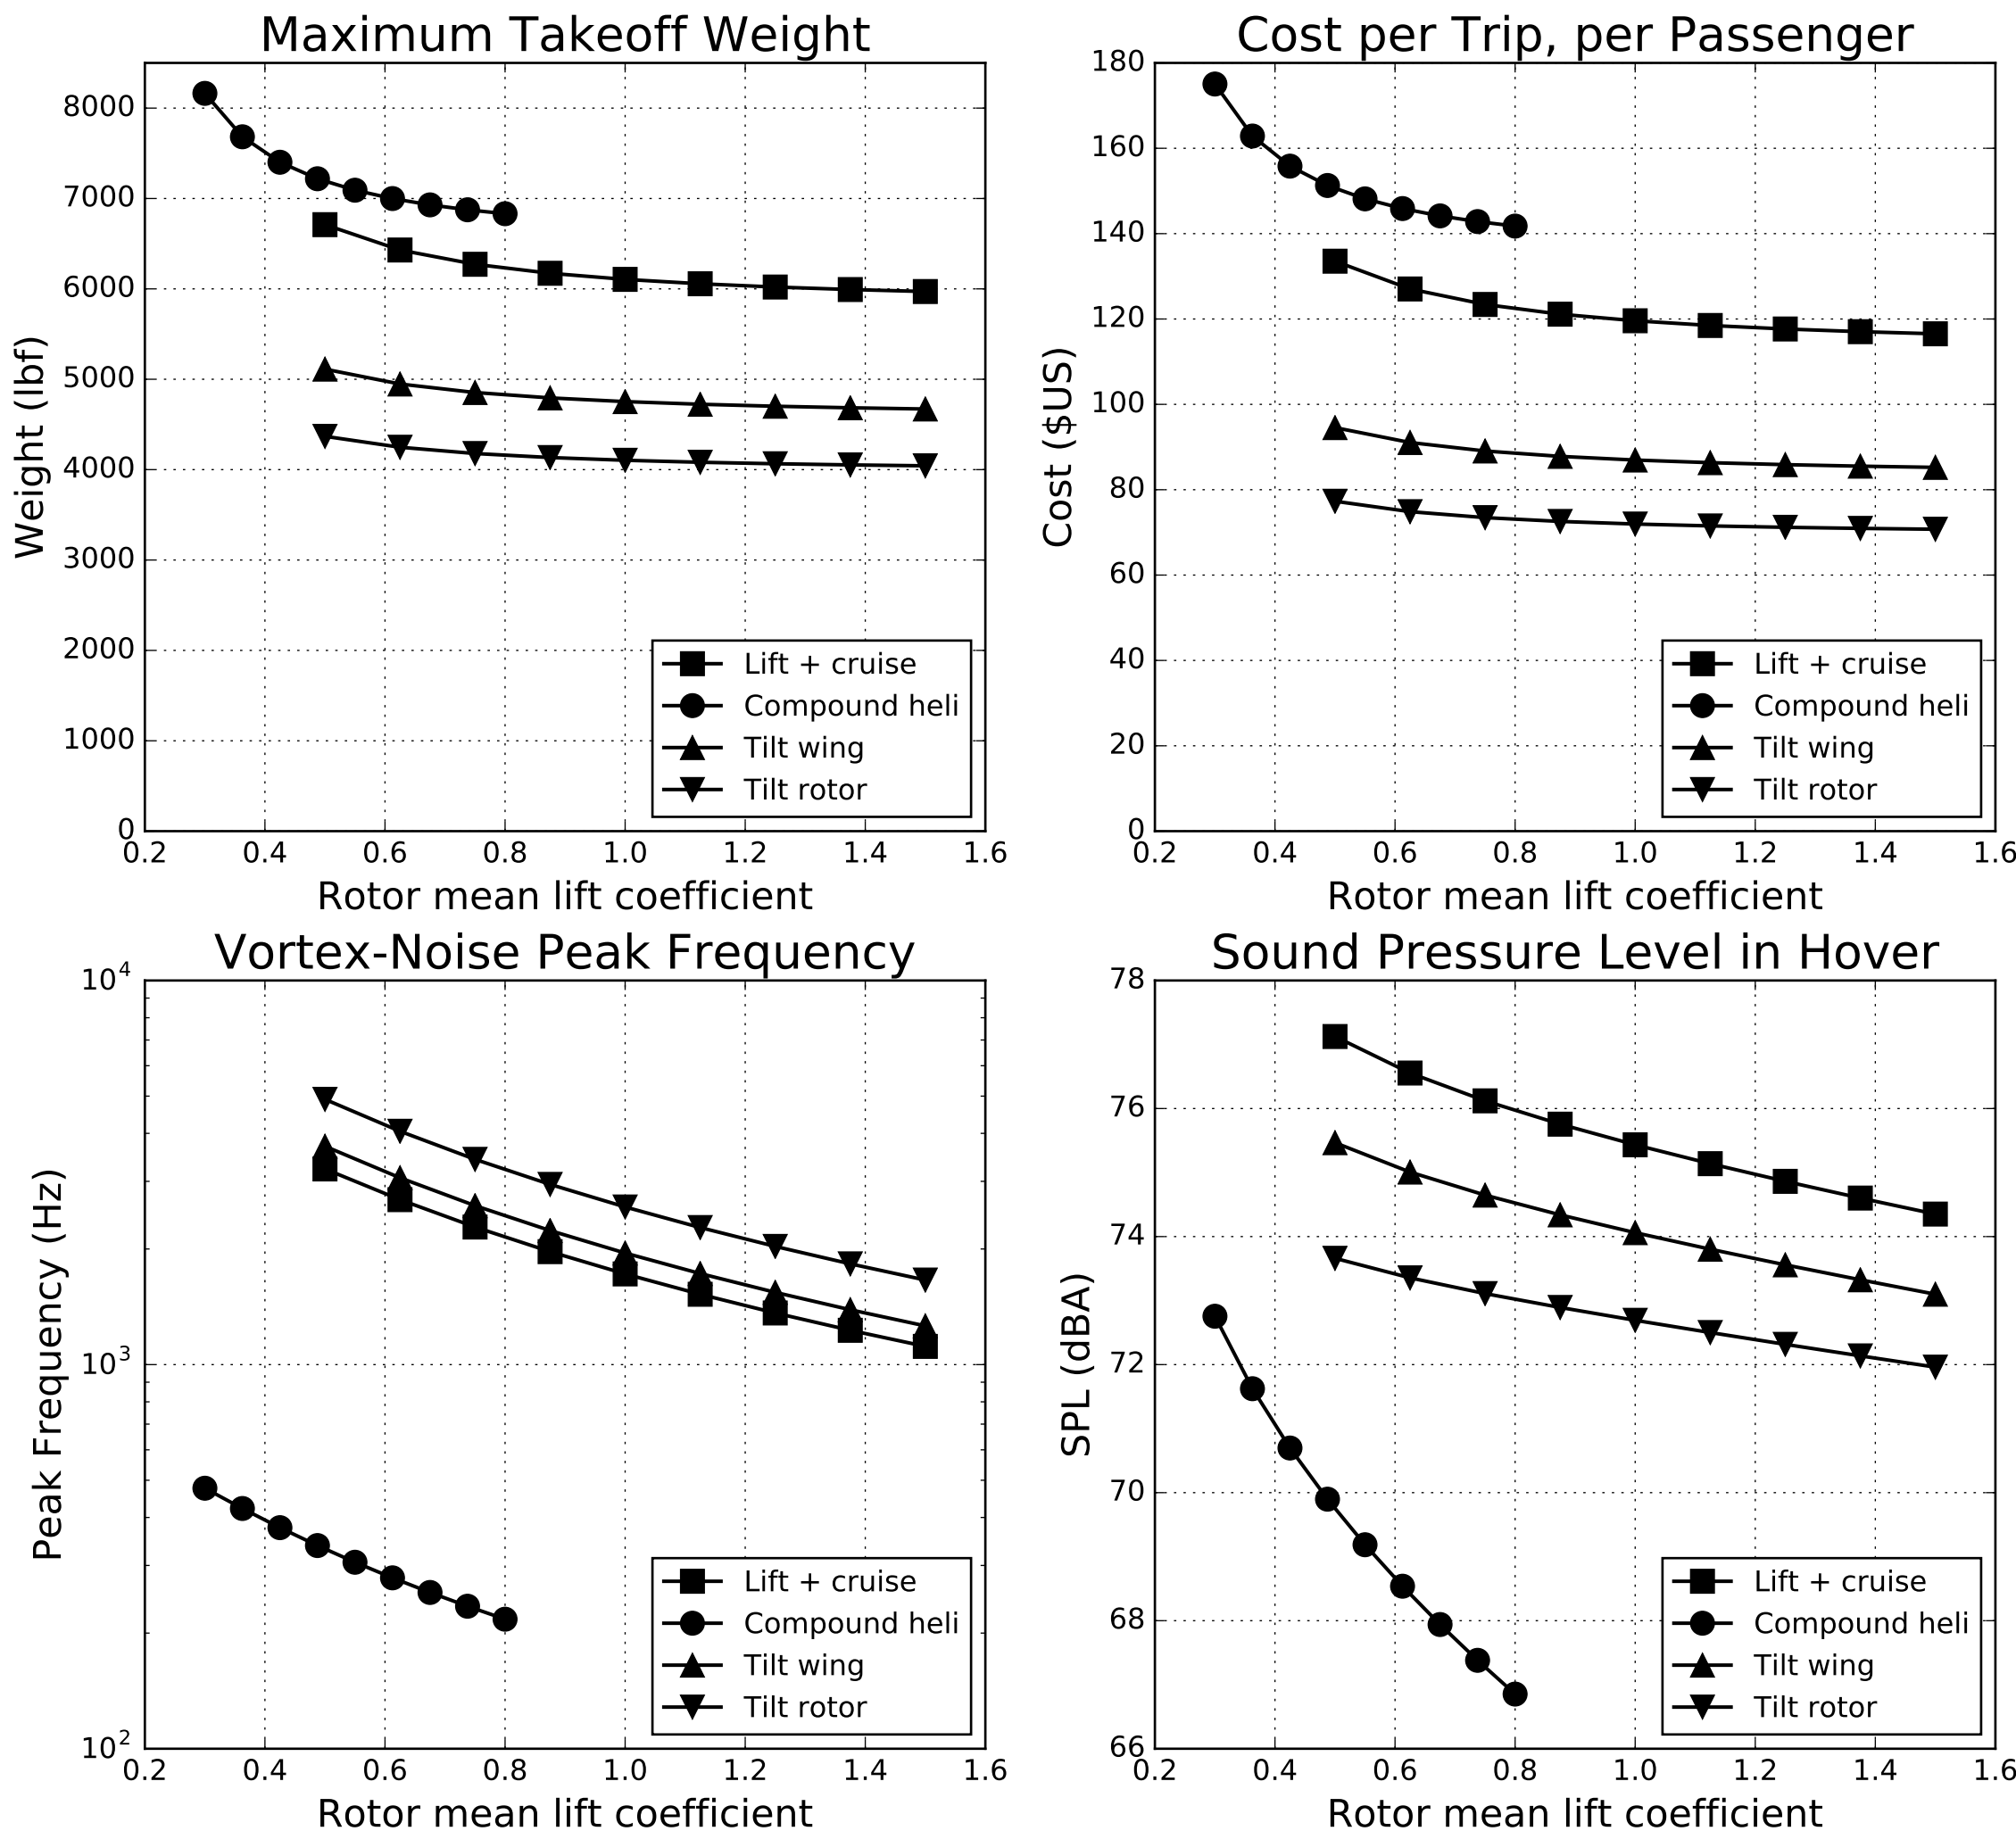 Maximum Takeoff Weight
Weight (lbf)
8000
7000
6000
5000
4000
3000
2000
1000
0
0.2 0.4 0.6 0.8 1.0 1.2 1.4 1.6
Rotor mean lift coefficient
Lift + cruise
Compound heli
Tilt wing
Tilt rotor
Cost per Trip, per Passenger
Cost ($US)
180
160
140
120
100
80
60
40
20
0
0.2 0.4 0.6 0.8 1.0 1.2 1.4 1.6
Rotor mean lift coefficient
Lift + cruise
Compound heli
Tilt wing
Tilt rotor
Vortex-Noise Peak Frequency
Peak Frequency (Hz)
10⁴
10³
10²
0.2 0.4 0.6 0.8 1.0 1.2 1.4 1.6
Rotor mean lift coefficient
Lift + cruise
Compound heli
Tilt wing
Tilt rotor
Sound Pressure Level in Hover
SPL (dBA)
78
76
74
72
70
68
66
0.2 0.4 0.6 0.8 1.0 1.2 1.4 1.6
Rotor mean lift coefficient
Lift + cruise
Compound heli
Tilt wing
Tilt rotor